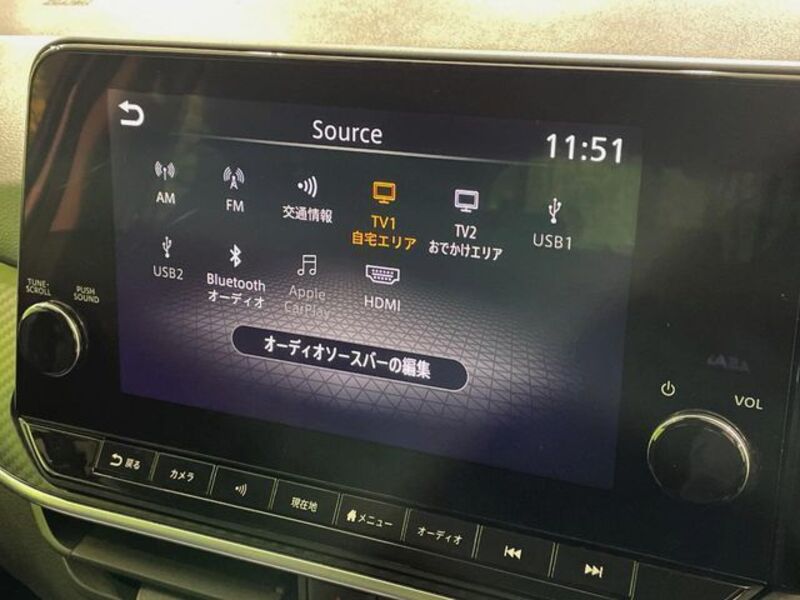 Source
11:51
AM
FM
交通情報
TV1
自宅エリア
TV2
おでかけエリア
USB1
USB2
Bluetooth
オーディオ
Apple
CarPlay
HDMI
オーディオソースバーの編集
TUNE・
SCROLL
PUSH
SOUND
VOL
戻る
カメラ
現在地
メニュー
オーディオ